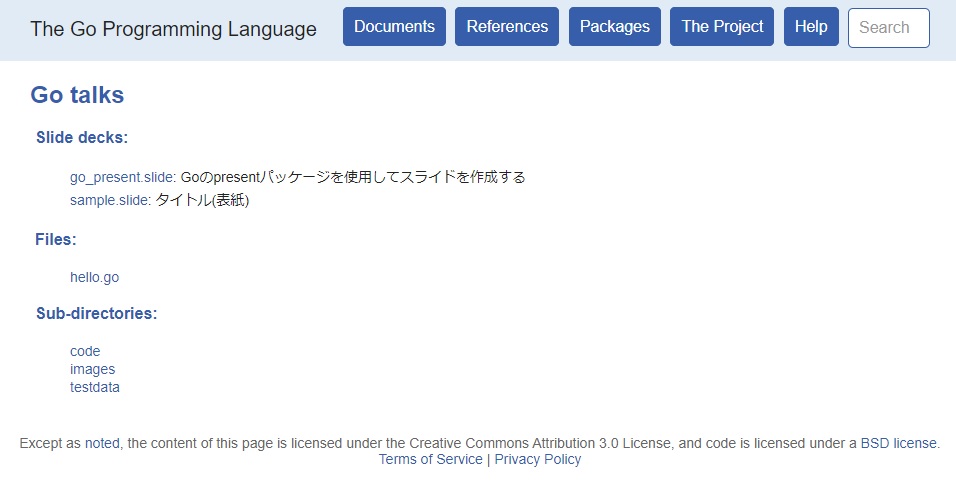 The Go Programming Language Documents References Packages The Project Help Search
Go talks
Slide decks:
go_present.slide: Goのpresentパッケージを使用してスライドを作成する
sample.slide: タイトル(表紙)
Files:
hello.go
Sub-directories:
code
images
testdata
Except as noted, the content of this page is licensed under the Creative Commons Attribution 3.0 License, and code is licensed under a BSD license.
Terms of Service | Privacy Policy